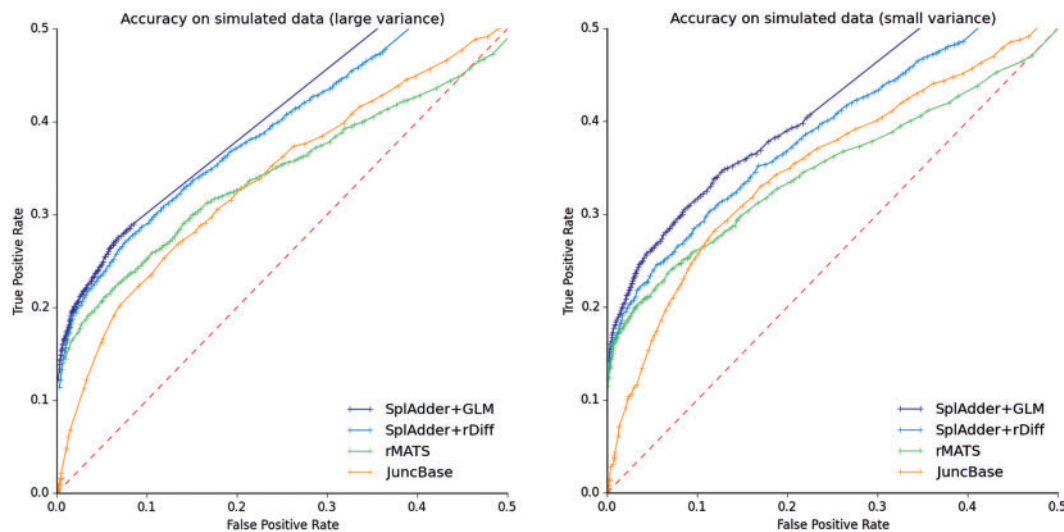 Accuracy on simulated data (large variance)
0.5
0.4
0.3
0.2
0.1
0.0
True Positive Rate
0.0 0.1 0.2 0.3 0.4 0.5
False Positive Rate
SplAdder+GLM
SplAdder+rDiff
rMATS
JuncBase
Accuracy on simulated data (small variance)
0.5
0.4
0.3
0.2
0.1
0.0
True Positive Rate
0.0 0.1 0.2 0.3 0.4 0.5
False Positive Rate
SplAdder+GLM
SplAdder+rDiff
rMATS
JuncBase